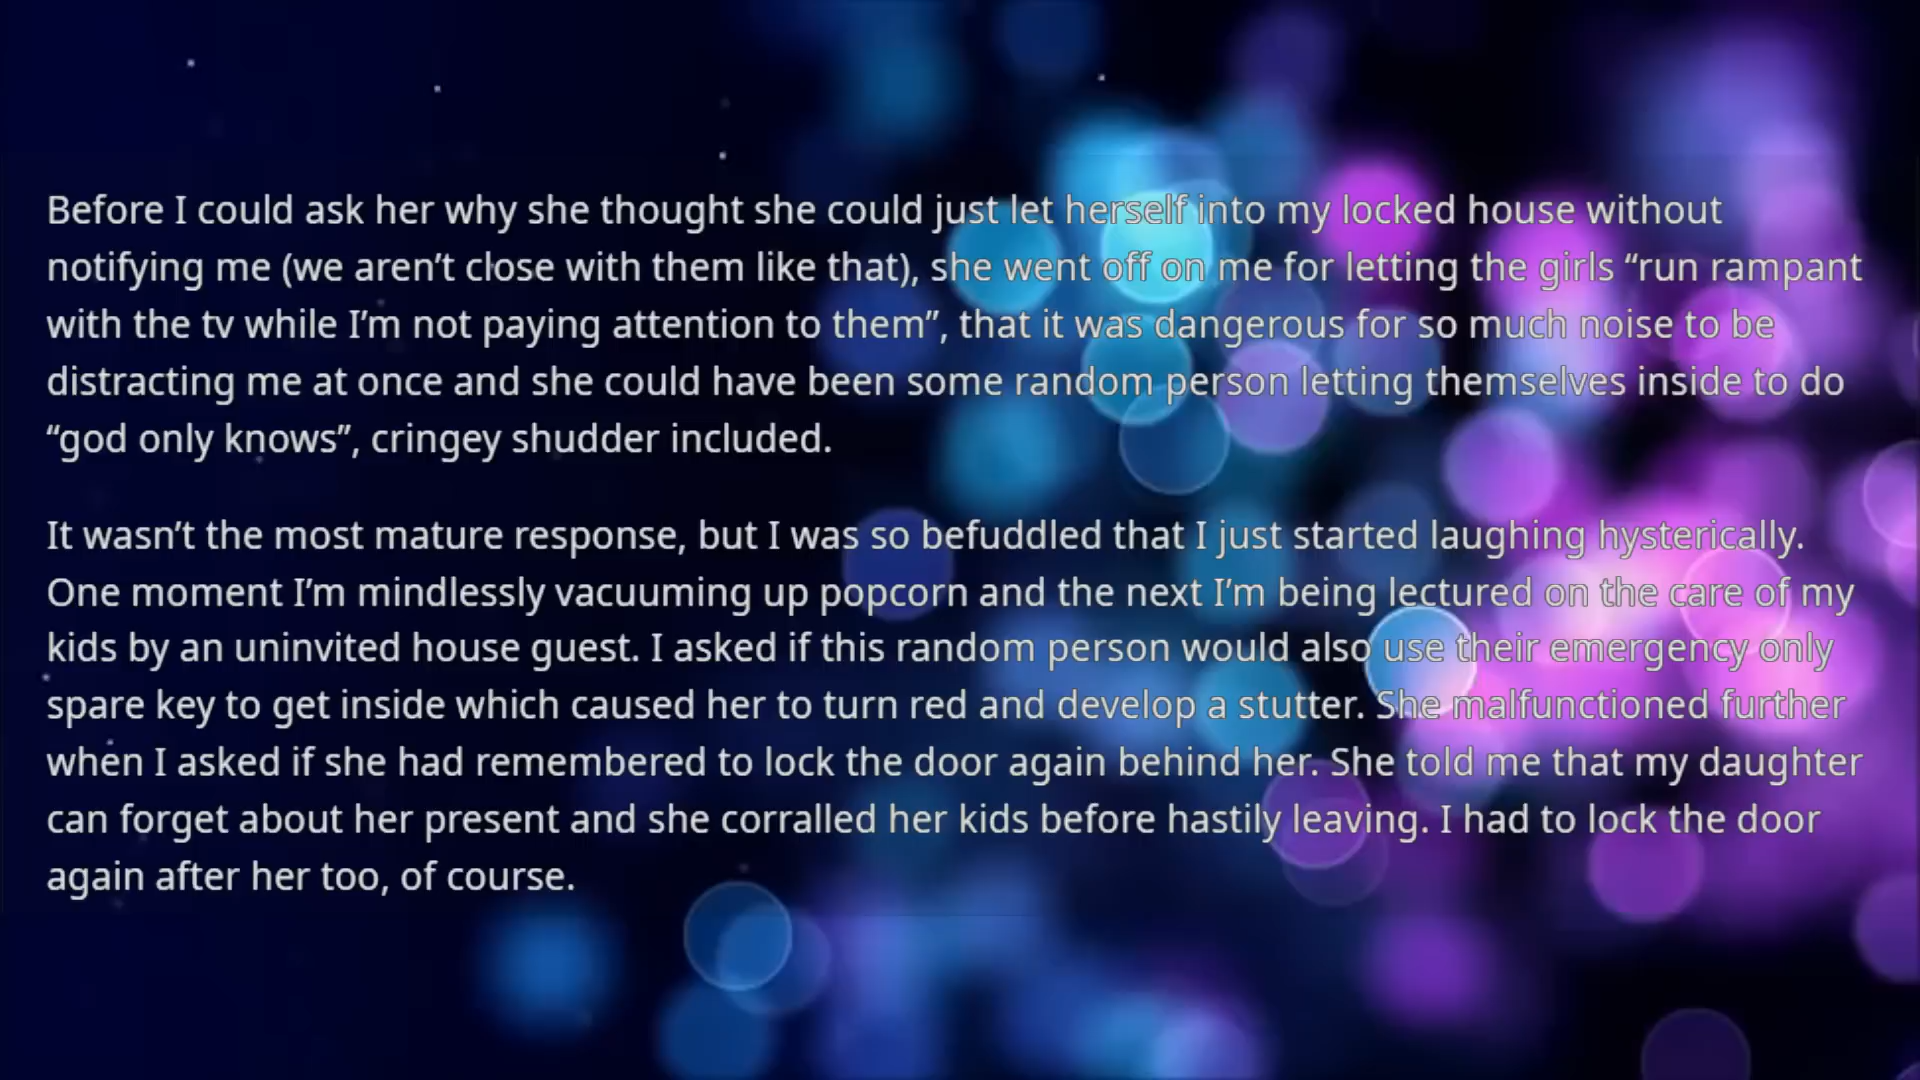 Before I could ask her why she thought she could just let herself into my locked house without
notifying me (we aren’t close with them like that), she went off on me for letting the girls “run rampant
with the tv while I’m not paying attention to them”, that it was dangerous for so much noise to be
distracting me at once and she could have been some random person letting themselves inside to do
“god only knows”, cringey shudder included.
It wasn’t the most mature response, but I was so befuddled that I just started laughing hysterically.
One moment I’m mindlessly vacuuming up popcorn and the next I’m being lectured on the care of my
kids by an uninvited house guest. I asked if this random person would also use their emergency only
spare key to get inside which caused her to turn red and develop a stutter. She malfunctioned further
when I asked if she had remembered to lock the door again behind her. She told me that my daughter
can forget about her present and she corralled her kids before hastily leaving. I had to lock the door
again after her too, of course.